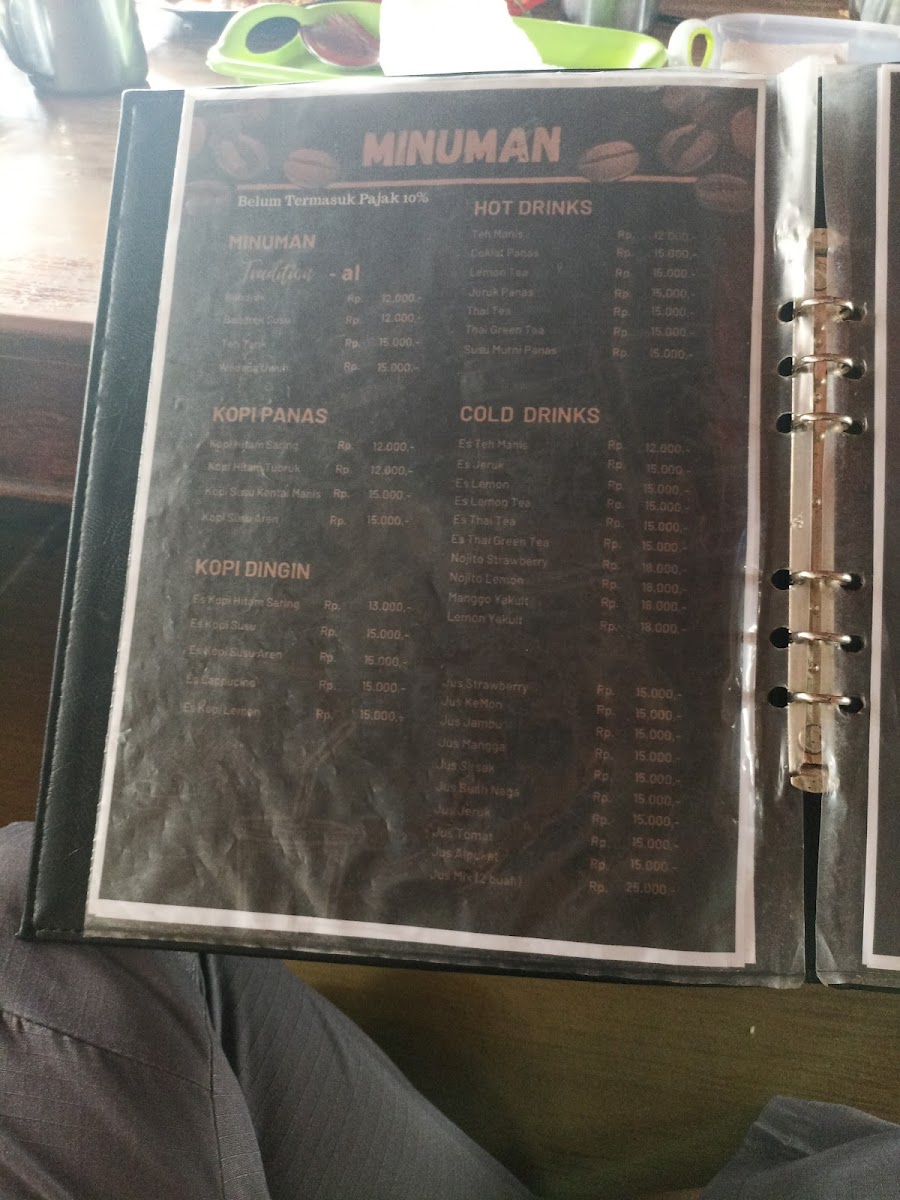 MINUMAN
Belum Termasuk Pajak 10%
MINUMAN
Tradition - al
Bandrek Rp. 12.000,-
Bandrek Susu Rp. 12.000,-
Teh Tarik Rp. 15.000,-
Wedang Uwuh Rp. 15.000,-
KOPI PANAS
Kopi Hitam Saring Rp. 12.000,-
Kopi Hitam Tubruk Rp. 12.000,-
Kopi Susu Kental Manis Rp. 15.000,-
Kopi Susu Aren Rp. 15.000,-
KOPI DINGIN
Es Kopi Hitam Saring Rp. 13.000,-
Es Kopi Susu Rp. 15.000,-
Es Kopi Susu Aren Rp. 15.000,-
Es Cappucino Rp. 15.000,-
Es Kopi Lemon Rp. 15.000,-
HOT DRINKS
Teh Manis Rp. 12.000,-
Coklat Panas Rp. 15.000,-
Lemon Tea Rp. 15.000,-
Jeruk Panas Rp. 15.000,-
Thai Tea Rp. 15.000,-
Thai Green Tea Rp. 15.000,-
Susu Murni Panas Rp. 15.000,-
COLD DRINKS
Es Teh Manis Rp. 12.000,-
Es Jeruk Rp. 15.000,-
Es Lemon Rp. 15.000,-
Es Lemon Tea Rp. 15.000,-
Es Thai Tea Rp. 15.000,-
Es Thai Green Tea Rp. 15.000,-
Nojito Strawberry Rp. 18.000,-
Nojito Lemon Rp. 18.000,-
Manggo Yakult Rp. 18.000,-
Lemon Yakult Rp. 18.000,-
Jus Strawberry Rp. 15.000,-
Jus KeMon Rp. 15.000,-
Jus Jambu Rp. 15.000,-
Jus Mangga Rp. 15.000,-
Jus Sirsak Rp. 15.000,-
Jus Buah Naga Rp. 15.000,-
Jus Jeruk Rp. 15.000,-
Jus Tomat Rp. 15.000,-
Jus Alpukat Rp. 15.000,-
Jus Mix (2 buah) Rp. 25.000,-